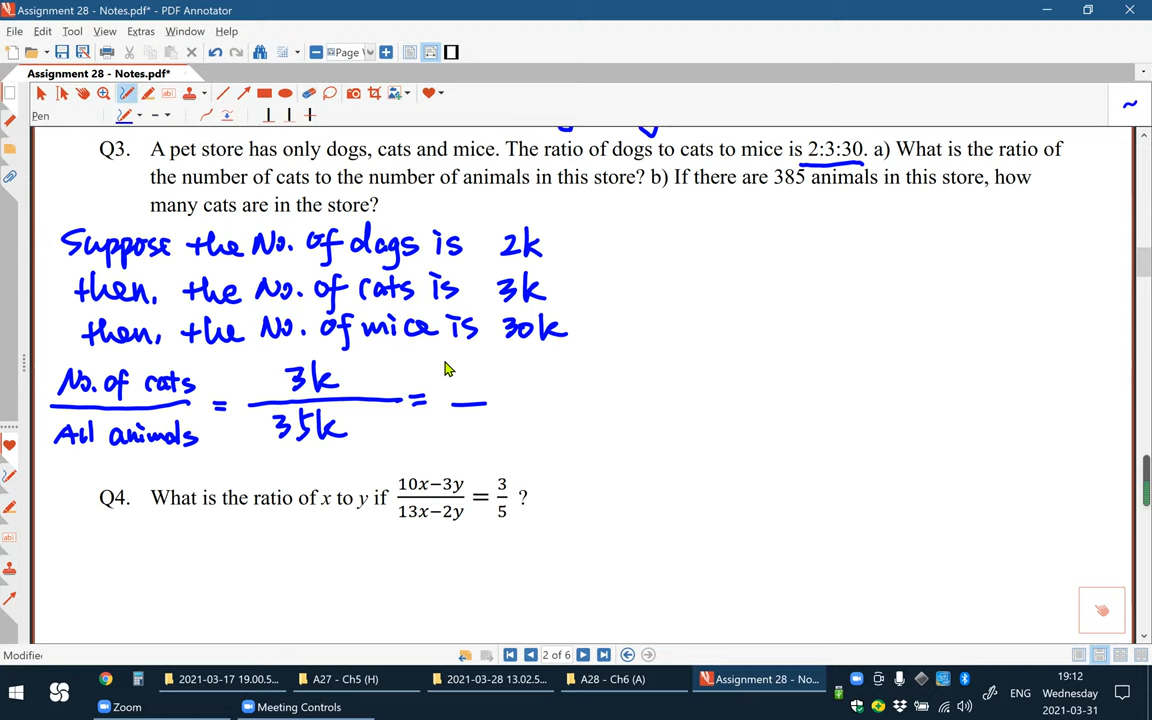 Assignment 28 - Notes.pdf* - PDF Annotator
File Edit Tool View Extras Window Help
Page V
Assignment 28 - Notes.pdf*
Pen
Q3. A pet store has only dogs, cats and mice. The ratio of dogs to cats to mice is 2:3:30. a) What is the ratio of
the number of cats to the number of animals in this store? b) If there are 385 animals in this store, how
many cats are in the store?
Suppose the No. of dogs is 2k
then, the No. of cats is 3k
then, the No. of mice is 30k
No. of cats / All animals = 3k / 35k =
Q4. What is the ratio of x to y if 10x−3y / 13x−2y = 3 / 5 ?
Modifie
2 of 6
2021-03-17 19.00.5... A27 - Ch5 (H) 2021-03-28 13.02.5... A28 - Ch6 (A) Assignment 28 - No...
Zoom Meeting Controls
ENG
19:12
Wednesday
2021-03-31